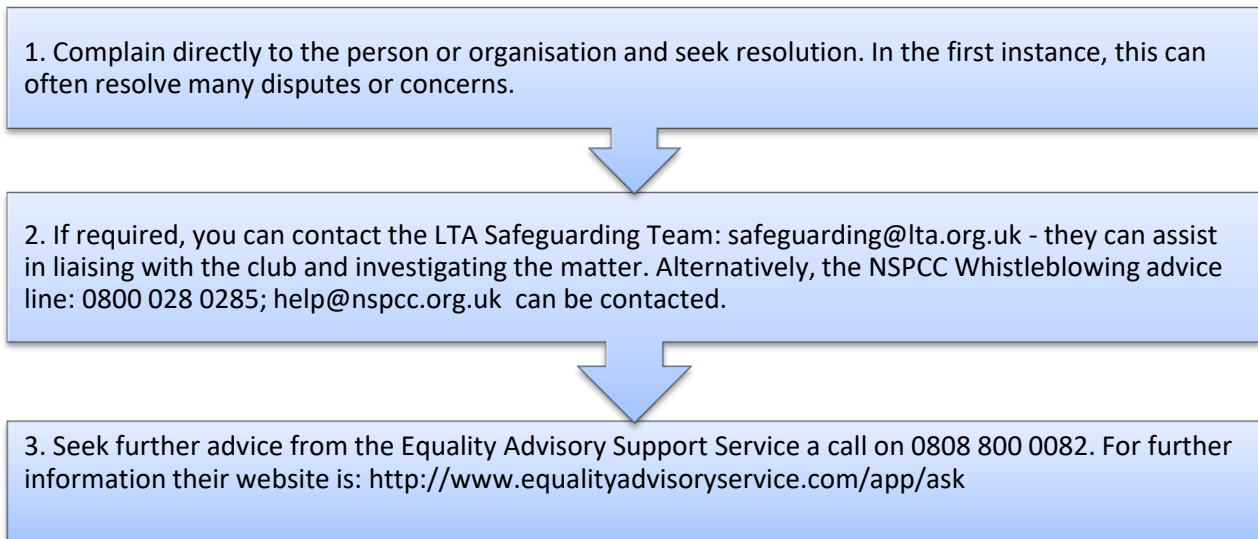 1. Complain directly to the person or organisation and seek resolution. In the first instance, this can
often resolve many disputes or concerns.
2. If required, you can contact the LTA Safeguarding Team: safeguarding@lta.org.uk - they can assist
in liaising with the club and investigating the matter. Alternatively, the NSPCC Whistleblowing advice
line: 0800 028 0285; help@nspcc.org.uk  can be contacted.
3. Seek further advice from the Equality Advisory Support Service a call on 0808 800 0082. For further
information their website is: http://www.equalityadvisoryservice.com/app/ask